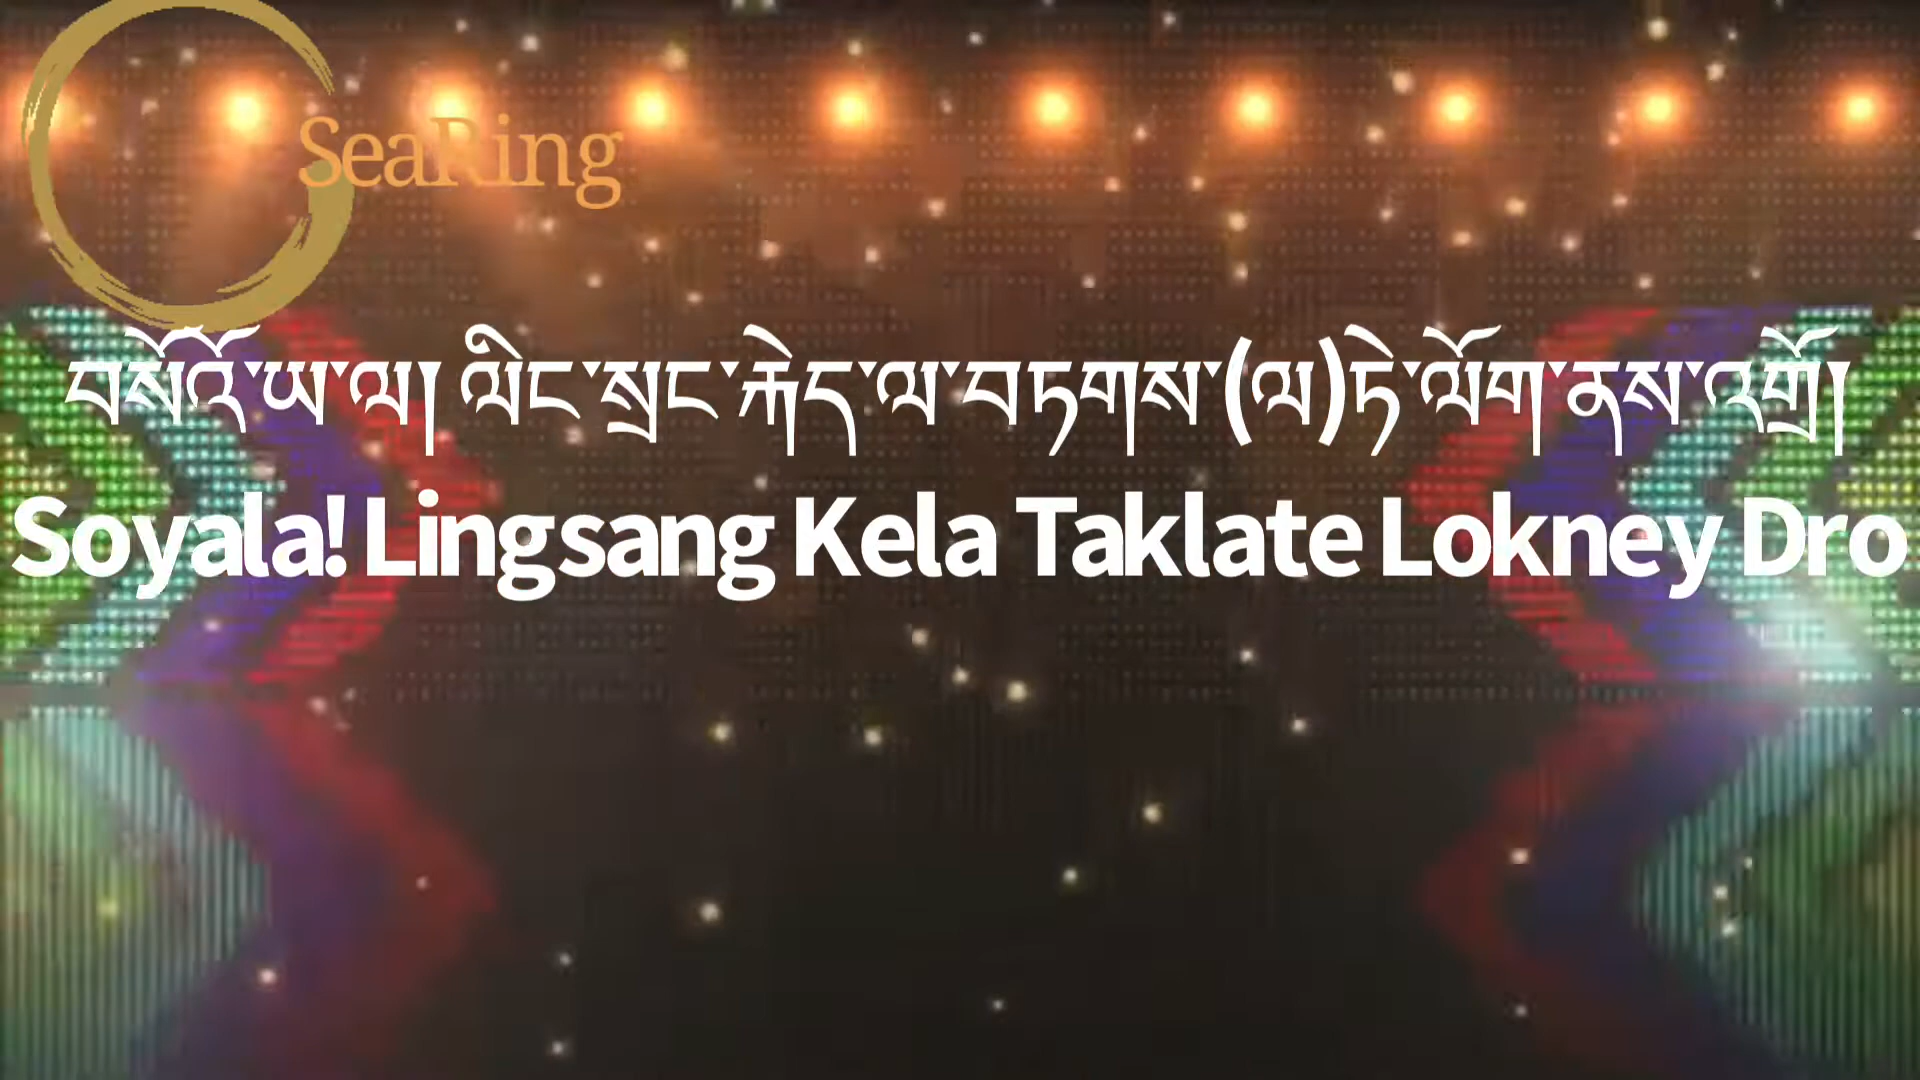 SeaRing
བསོའོ་ཡ་ལ། ལིང་སྲང་རྐེད་ལ་བཏགས་(ལ)ཏེ་ལོག་ནས་འགྲོ།
Soyala! Lingsang Kela Taklate Lokney Dro